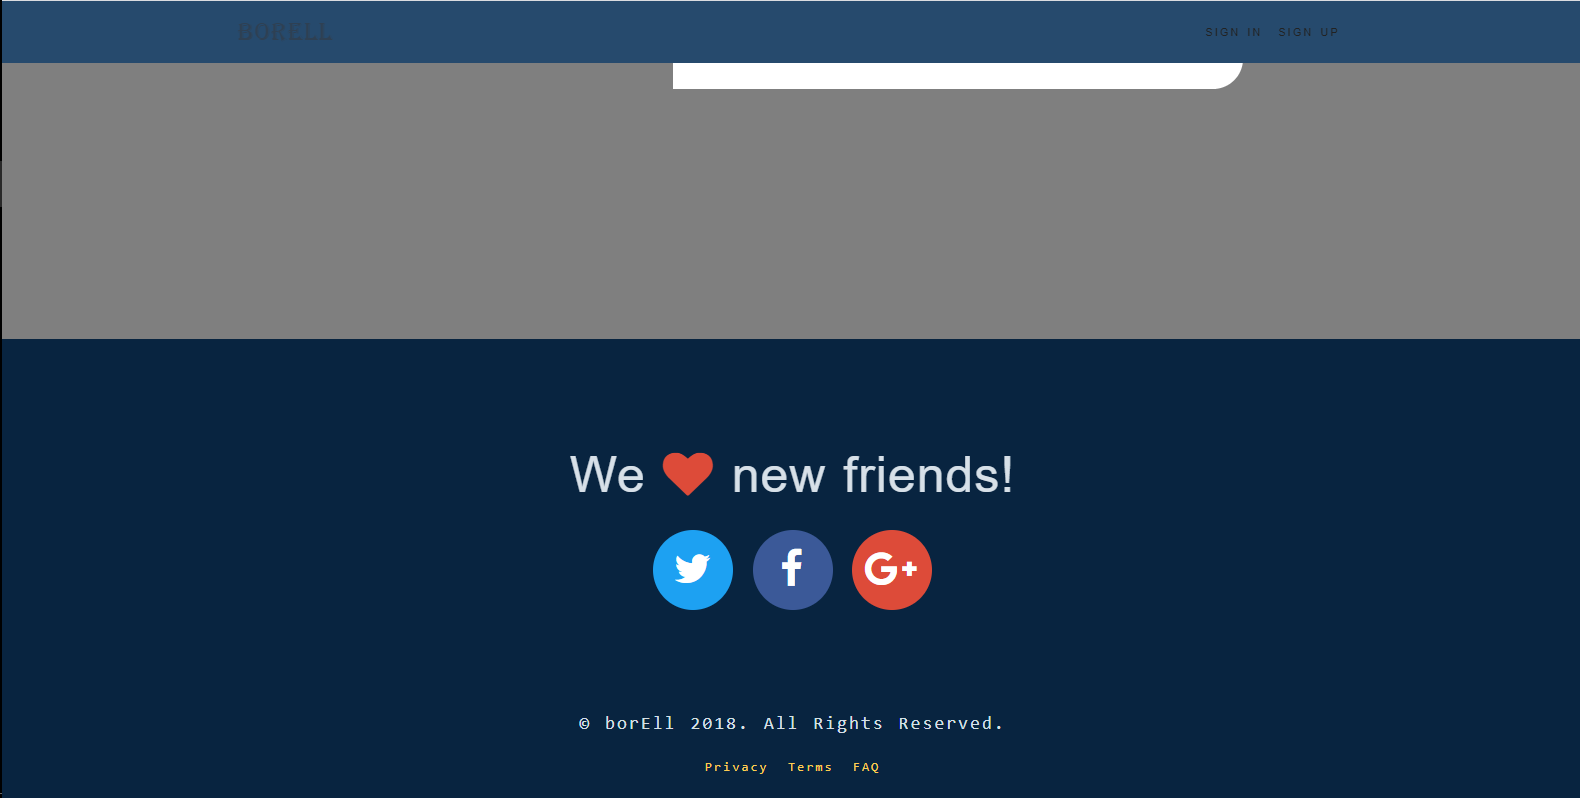 BORELL
SIGN IN SIGN UP
We ❤ new friends!
G+
© borEll 2018. All Rights Reserved.
Privacy Terms FAQ